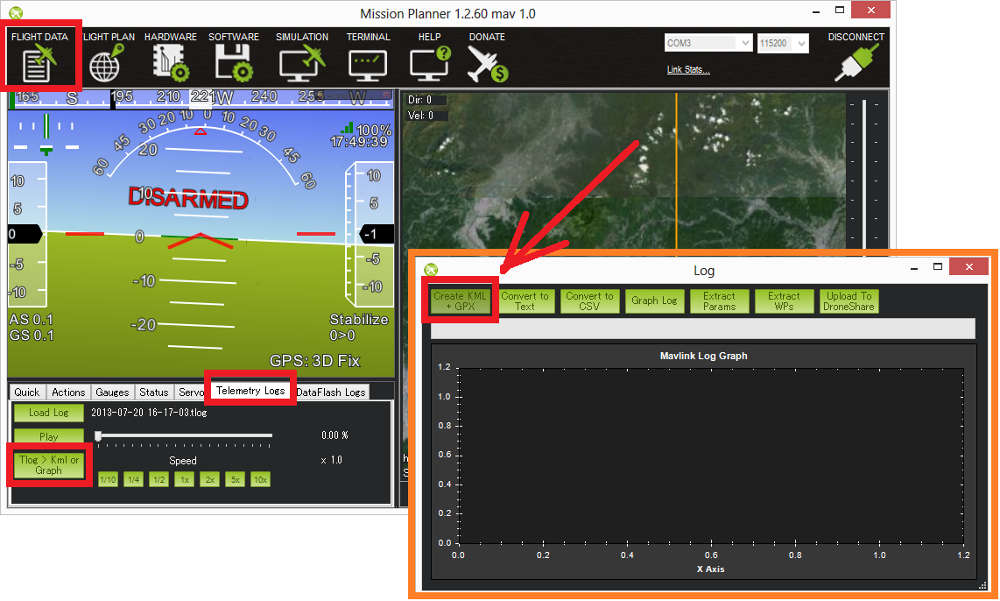 Mission Planner 1.2.60 mav 1.0
FLIGHT DATA
FLIGHT PLAN
HARDWARE
SOFTWARE
SIMULATION
TERMINAL
HELP
DONATE
COM3
115200
DISCONNECT
Link Stats...
165 S 195 210 221 W 240 255 W
Dir: 0
Vel: 0
60 45 30 20 10 0 10 20 30 45 60
100%
17:49:39
20
DISARMED
10
0
-10
-20
10
5
0
-5
-10
10
5
-1
-5
-10
AS 0.1
GS 0.1
Stabilize
0>0
GPS: 3D Fix
Quick
Actions
Gauges
Status
Servo
Telemetry Logs
DataFlash Logs
Load Log
2013-07-20 16-17-03.tlog
Play
0.00 %
Tlog > Kml or
Graph
Speed
x 1.0
1/10
1/4
1/2
1x
2x
5x
10x
Log
Create KML
+ GPX
Convert to
Text
Convert to
CSV
Graph Log
Extract
Params
Extract
WPs
Upload To
DroneShare
Mavlink Log Graph
1.2
1.0
0.8
0.6
0.4
0.2
0.0
0.0 0.2 0.4 0.6 0.8 1.0 1.2
X Axis